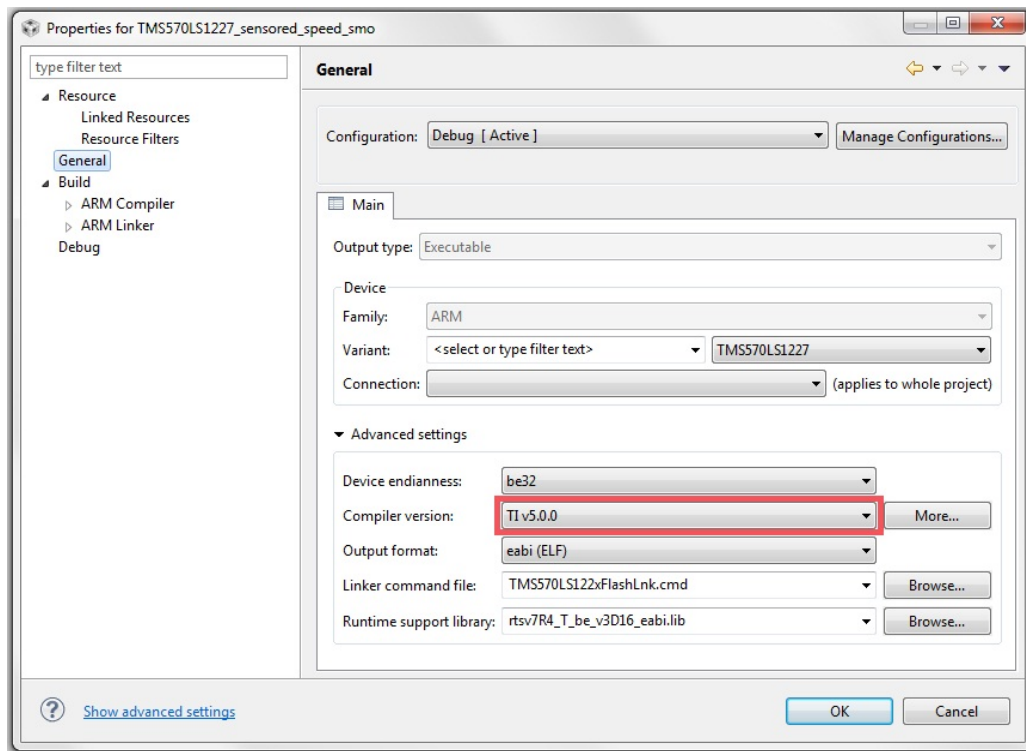 Properties for TMS570LS1227_sensored_speed_smo
type filter text
General
Resource
Linked Resources
Resource Filters
General
Build
ARM Compiler
ARM Linker
Debug
Configuration: Debug [ Active ] Manage Configurations...
Main
Output type: Executable
Device
Family: ARM
Variant: <select or type filter text> TMS570LS1227
Connection: (applies to whole project)
Advanced settings
Device endianness: be32
Compiler version: TI v5.0.0 More...
Output format: eabi (ELF)
Linker command file: TMS570LS122xFlashLnk.cmd Browse...
Runtime support library: rtsv7R4_T_be_v3D16_eabi.lib Browse...
? Show advanced settings OK Cancel